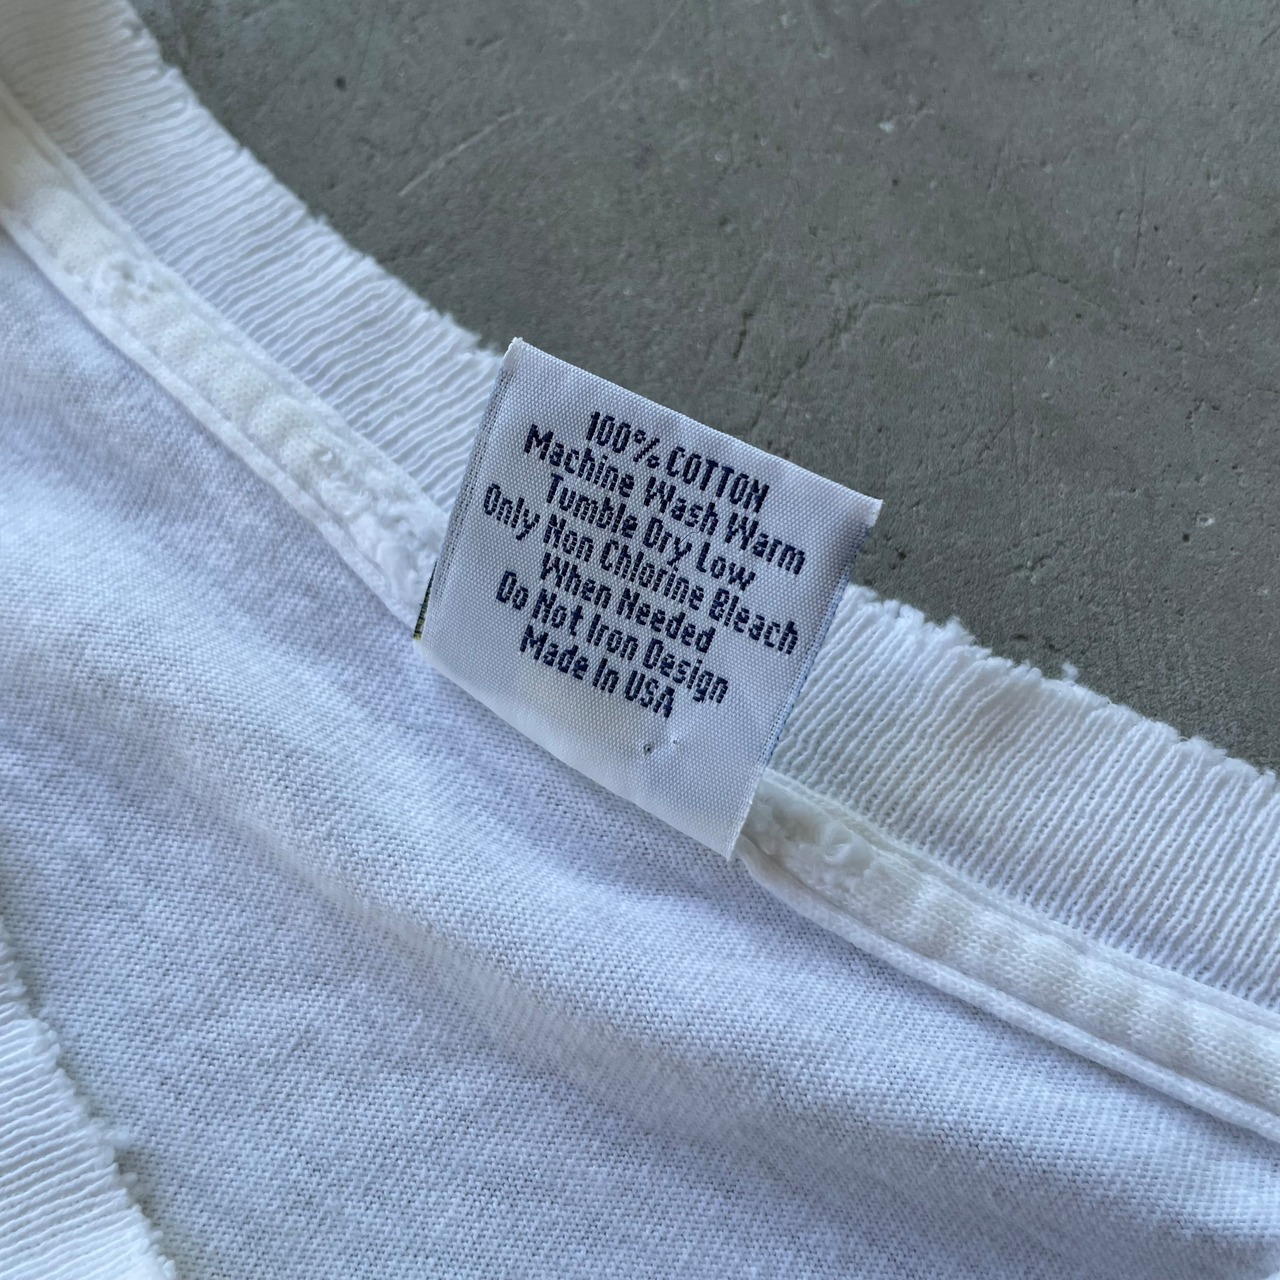 100% COTTON
Machine Wash Warm
Tumble Dry Low
Only Non Chlorine Bleach
When Needed
Do Not Iron Design
Made In USA